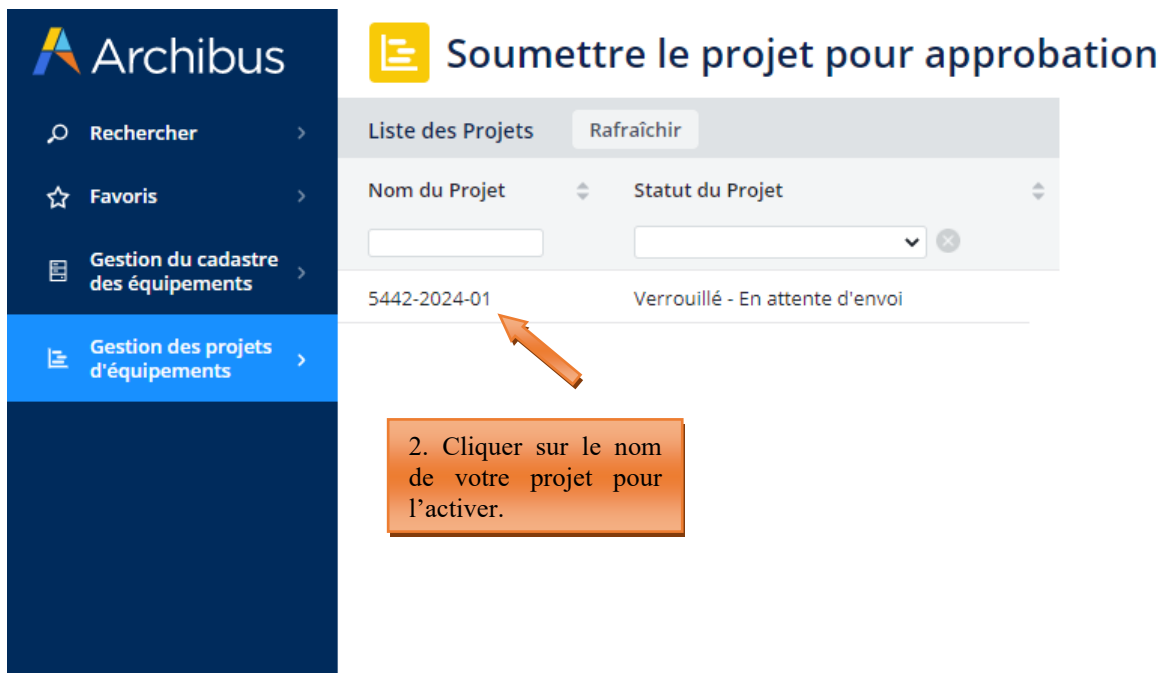 Archibus
Soumettre le projet pour approbation
Rechercher
Favoris
Gestion du cadastre
des équipements
Gestion des projets
d'équipements
Liste des Projets
Rafraîchir
Nom du Projet
Statut du Projet
5442-2024-01
Verrouillé - En attente d'envoi
2. Cliquer sur le nom
de votre projet pour
l’activer.